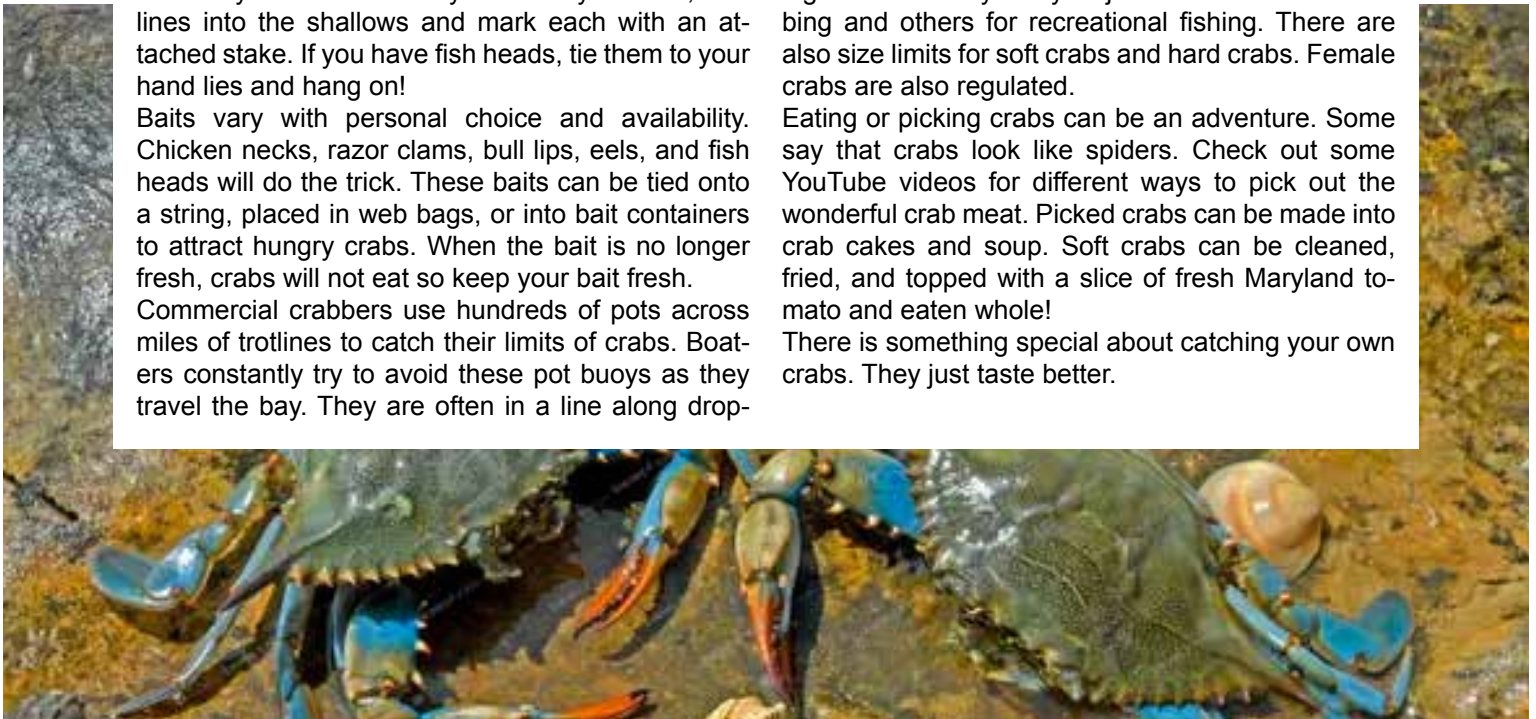 lines into the shallows and mark each with an at-
tached stake. If you have fish heads, tie them to your
hand lies and hang on!
Baits vary with personal choice and availability.
Chicken necks, razor clams, bull lips, eels, and fish
heads will do the trick. These baits can be tied onto
a string, placed in web bags, or into bait containers
to attract hungry crabs. When the bait is no longer
fresh, crabs will not eat so keep your bait fresh.
Commercial crabbers use hundreds of pots across
miles of trotlines to catch their limits of crabs. Boat-
ers constantly try to avoid these pot buoys as they
travel the bay. They are often in a line along drop-
bing and others for recreational fishing. There are
also size limits for soft crabs and hard crabs. Female
crabs are also regulated.
Eating or picking crabs can be an adventure. Some
say that crabs look like spiders. Check out some
YouTube videos for different ways to pick out the
wonderful crab meat. Picked crabs can be made into
crab cakes and soup. Soft crabs can be cleaned,
fried, and topped with a slice of fresh Maryland to-
mato and eaten whole!
There is something special about catching your own
crabs. They just taste better.